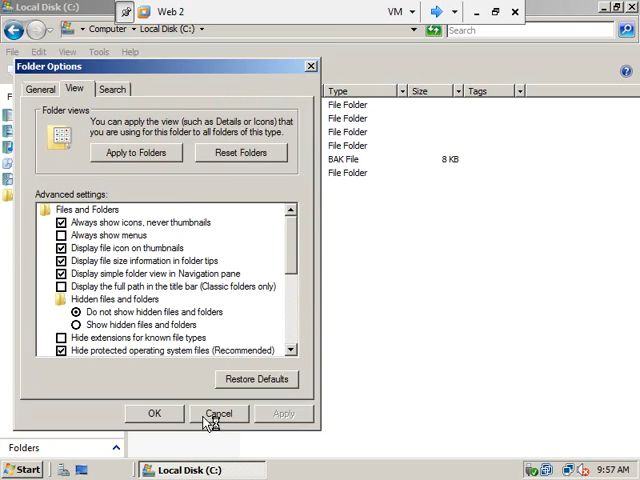 Local Disk (C:)
Web 2
VM
Computer
Local Disk (C:)
Search
File
Edit
View
Tools
Help
Folder Options
General
View
Search
Folder views
You can apply the view (such as Details or Icons) that
you are using for this folder to all folders of this type.
Apply to Folders
Reset Folders
Advanced settings:
Files and Folders
Always show icons, never thumbnails
Always show menus
Display file icon on thumbnails
Display file size information in folder tips
Display simple folder view in Navigation pane
Display the full path in the title bar (Classic folders only)
Hidden files and folders
Do not show hidden files and folders
Show hidden files and folders
Hide extensions for known file types
Hide protected operating system files (Recommended)
Restore Defaults
OK
Cancel
Apply
Type
Size
Tags
File Folder
File Folder
File Folder
File Folder
BAK File
8 KB
File Folder
Folders
Start
Local Disk (C:)
9:57 AM